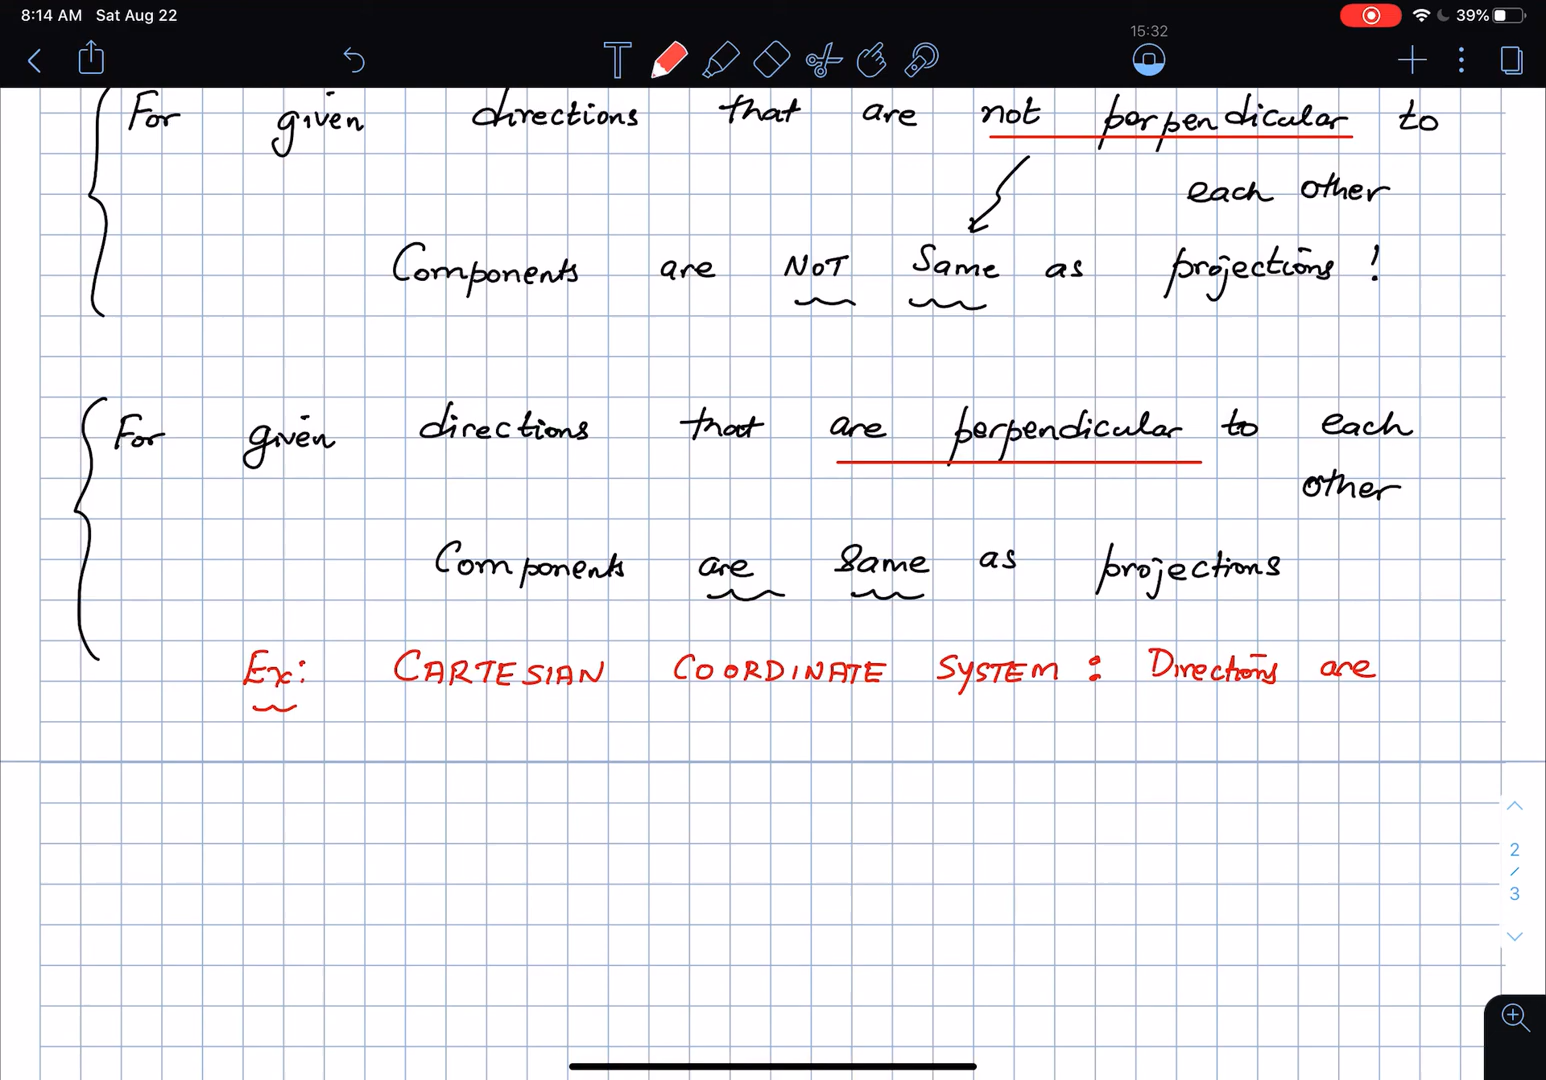 8:14 AM Sat Aug 22
39%
15:32
For given directions that are not perpendicular to
each other
Components are NOT Same as projections !
For given directions that are perpendicular to each
other
Components are same as projections
Ex: CARTESIAN COORDINATE SYSTEM : Directions are
2
/
3